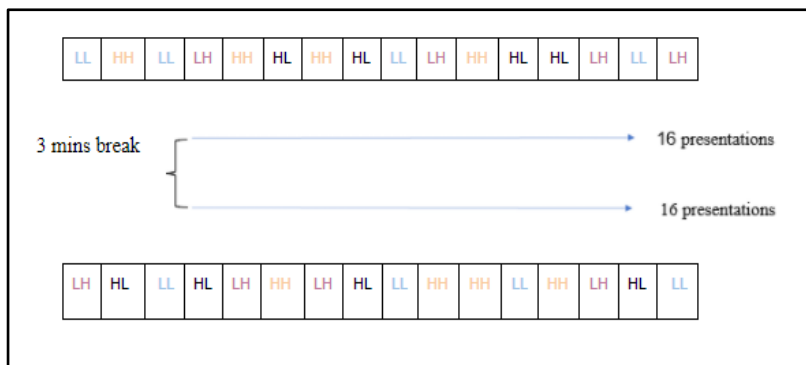 LL HH LL LH HH HL HH HL LL LH HH HL HL LH LL LH
16 presentations
3 mins break
16 presentations
LH HL LL HL LH HH LH HL LL HH HH LL HH LH HL LL